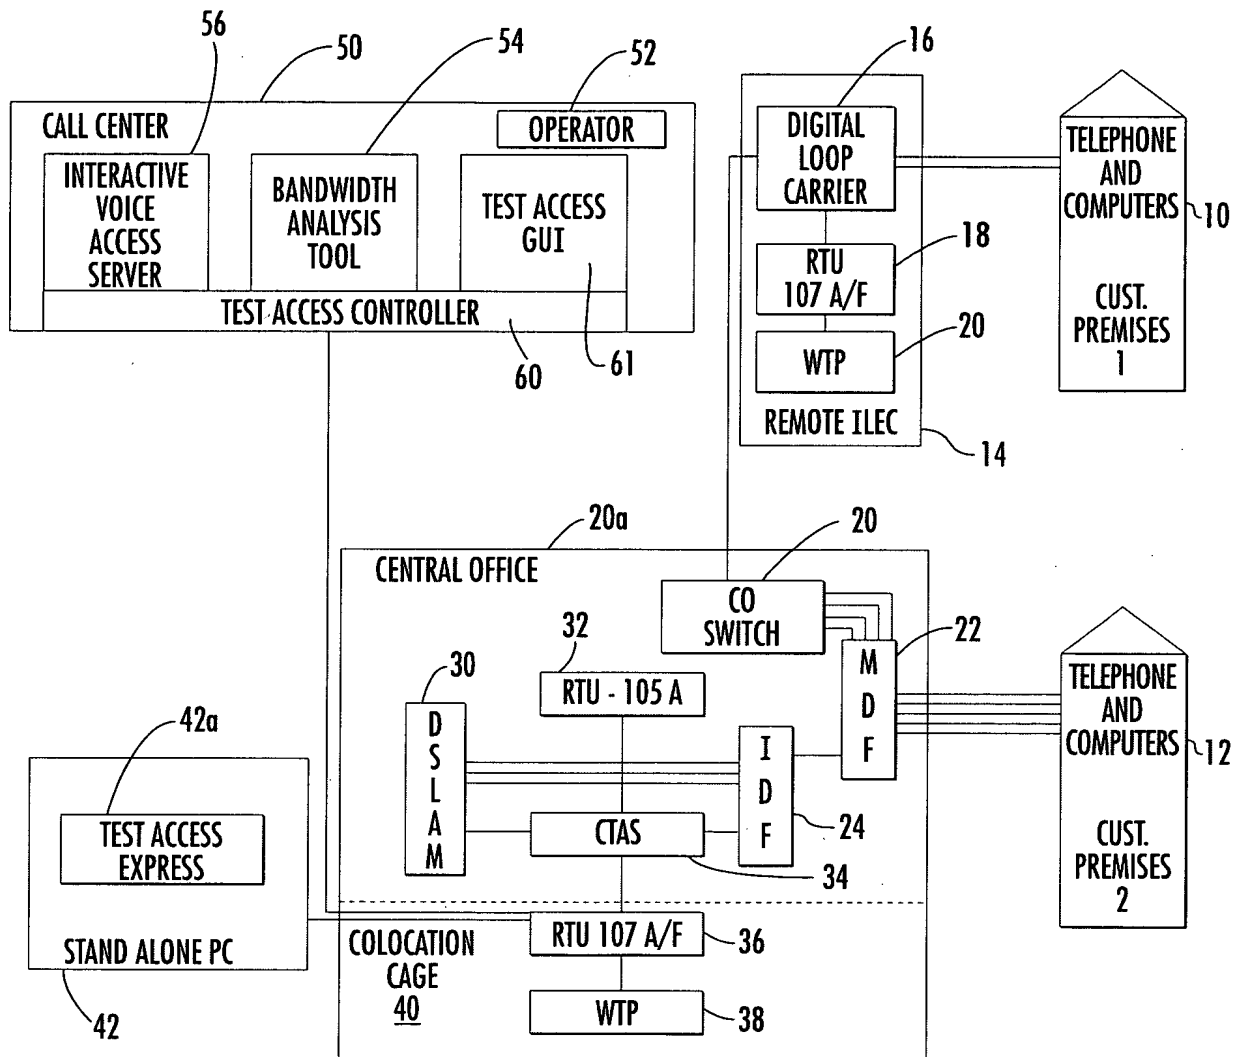 56
50
54
52
16
CALL CENTER
OPERATOR
INTERACTIVE
VOICE
ACCESS
SERVER
BANDWIDTH
ANALYSIS
TOOL
TEST ACCESS
GUI
TEST ACCESS CONTROLLER
60
61
DIGITAL
LOOP
CARRIER
18
RTU
107 A/F
20
WTP
REMOTE ILEC
14
TELEPHONE
AND
COMPUTERS
10
CUST.
PREMISES
1
20a
20
CENTRAL OFFICE
CO
SWITCH
22
MDF
32
RTU - 105 A
30
DSLAM
IDF
24
CTAS
34
TELEPHONE
AND
COMPUTERS
12
CUST.
PREMISES
2
42a
TEST ACCESS
EXPRESS
STAND ALONE PC
42
COLOCATION
CAGE
40
RTU 107 A/F
36
WTP
38